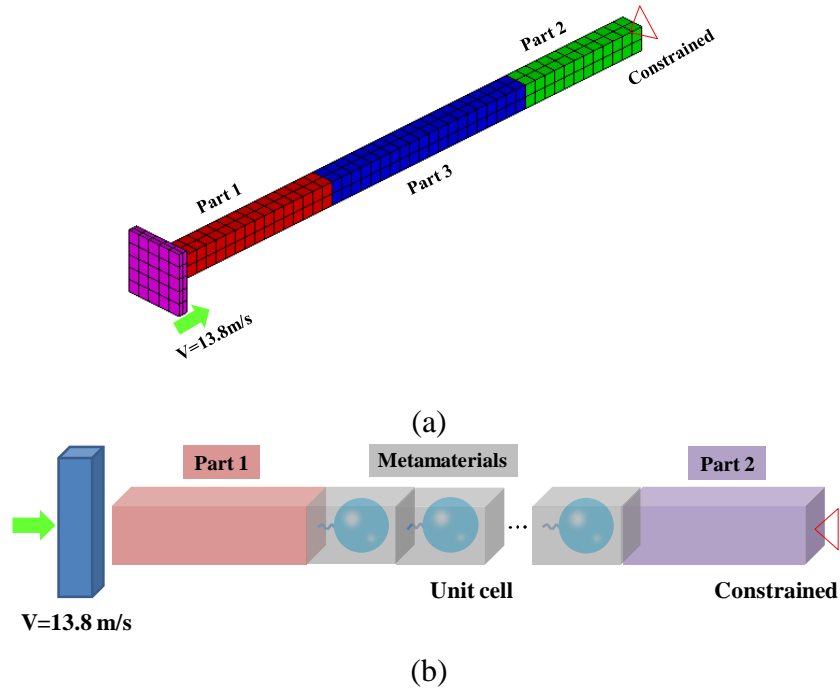 Part 2
Constrained
Part 1
Part 3
V=13.8m/s
(a)
Part 1
Metamaterials
Part 2
...
Unit cell
Constrained
V=13.8 m/s
(b)